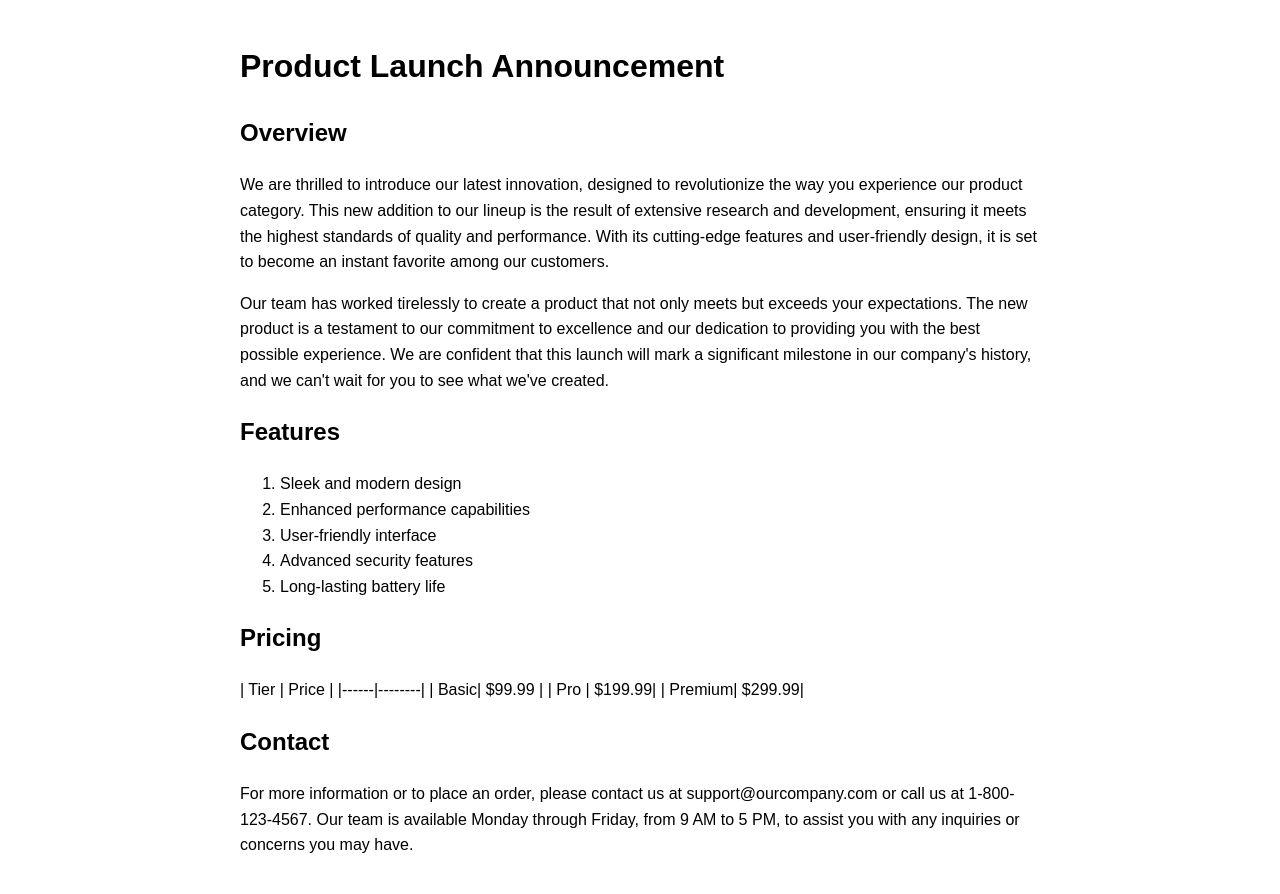 Product Launch Announcement
Overview
We are thrilled to introduce our latest innovation, designed to revolutionize the way you experience our product
category. This new addition to our lineup is the result of extensive research and development, ensuring it meets
the highest standards of quality and performance. With its cutting-edge features and user-friendly design, it is set
to become an instant favorite among our customers.
Our team has worked tirelessly to create a product that not only meets but exceeds your expectations. The new
product is a testament to our commitment to excellence and our dedication to providing you with the best
possible experience. We are confident that this launch will mark a significant milestone in our company's history,
and we can't wait for you to see what we've created.
Features
1. Sleek and modern design
2. Enhanced performance capabilities
3. User-friendly interface
4. Advanced security features
5. Long-lasting battery life
Pricing
| Tier | Price | |------|--------| | Basic| $99.99 | | Pro | $199.99| | Premium| $299.99|
Contact
For more information or to place an order, please contact us at support@ourcompany.com or call us at 1-800-
123-4567. Our team is available Monday through Friday, from 9 AM to 5 PM, to assist you with any inquiries or
concerns you may have.